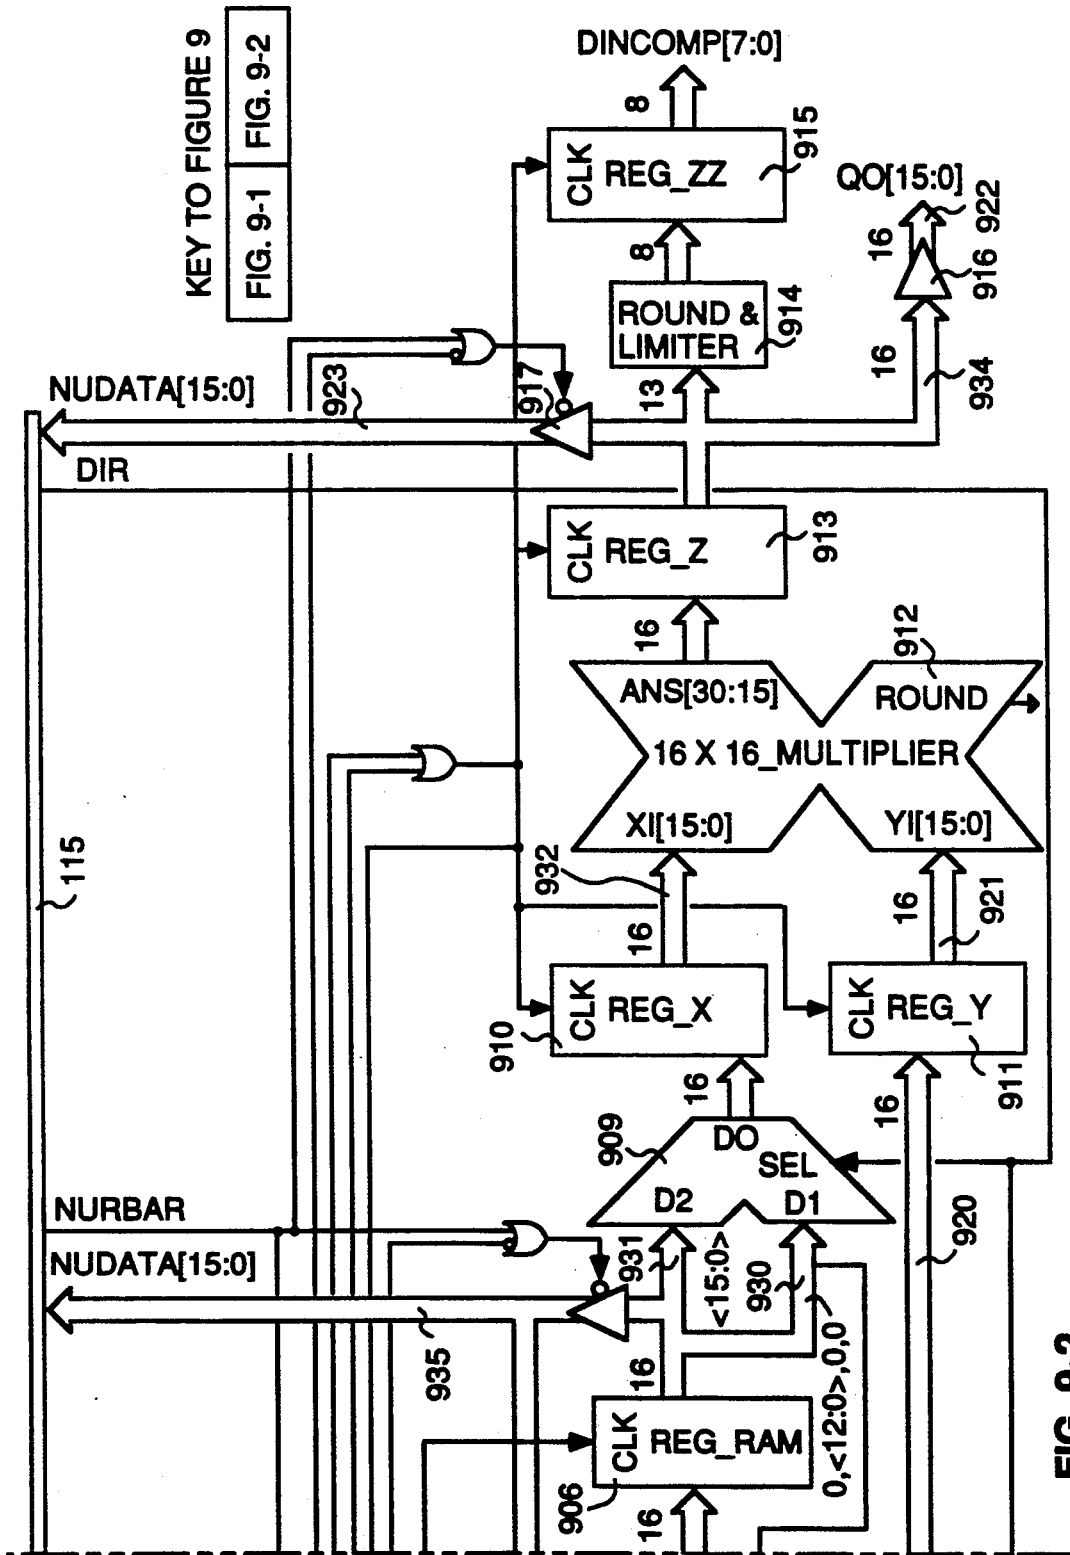 KEY TO FIGURE 9
FIG. 9-1
FIG. 9-2
DINCOMP[7:0]
8
CLK
REG_ZZ
915
QO[15:0]
8
16
922
916
ROUND &
LIMITER
914
NUDATA[15:0]
923
917
13
16
934
DIR
CLK
REG_Z
913
16
912
ANS[30:15]
ROUND
16 X 16_MULTIPLIER
XI[15:0]
YI[15:0]
115
932
16
16
921
910
CLK
REG_X
CLK
REG_Y
911
16
16
909
DO
SEL
D2
D1
NURBAR
NUDATA[15:0]
931
<15:0>
930
920
935
16
0,<12:0>,0,0
CLK
REG_RAM
906
16
FIG. 9-2